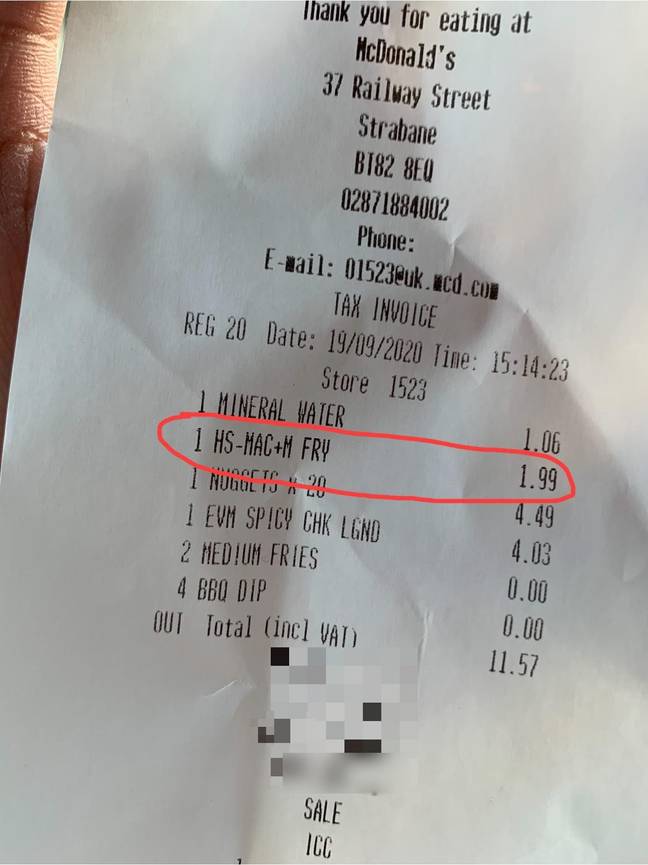 Thank you for eating at
McDonald's
37 Railway Street
Strabane
BT82 8EQ
02871884002
Phone:
E-mail: 01523@uk.mcd.com
TAX INVOICE
REG 20 Date: 19/09/2020 Time: 15:14:23
Store 1523
1 MINERAL WATER 1.06
1 HS-MAC+M FRY 1.99
1 NUGGETS X 20 4.49
1 EVM SPICY CHK LGND 4.03
2 MEDIUM FRIES 0.00
4 BBQ DIP 0.00
OUT Total (incl VAT) 11.57
SALE
ICC